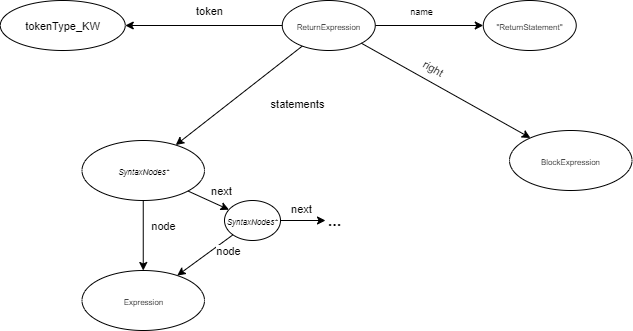 token
name
tokenType_KW
ReturnExpression
"ReturnStatement"
right
statements
BlockExpression
SyntaxNodes*
next
SyntaxNodes*
next
...
node
node
Expression